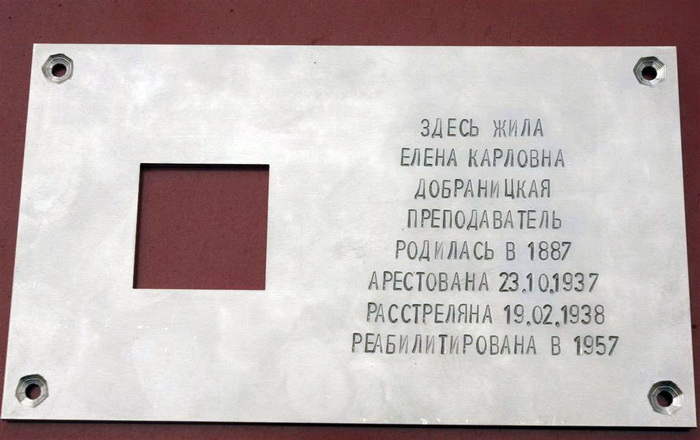 ЗДЕСЬ ЖИЛА
ЕЛЕНА КАРЛОВНА
ДОБРАНИЦКАЯ
ПРЕПОДАВАТЕЛЬ
РОДИЛАСЬ В 1887
АРЕСТОВАНА 23.10.1937
РАССТРЕЛЯНА 19.02.1938
РЕАБИЛИТИРОВАНА В 1957